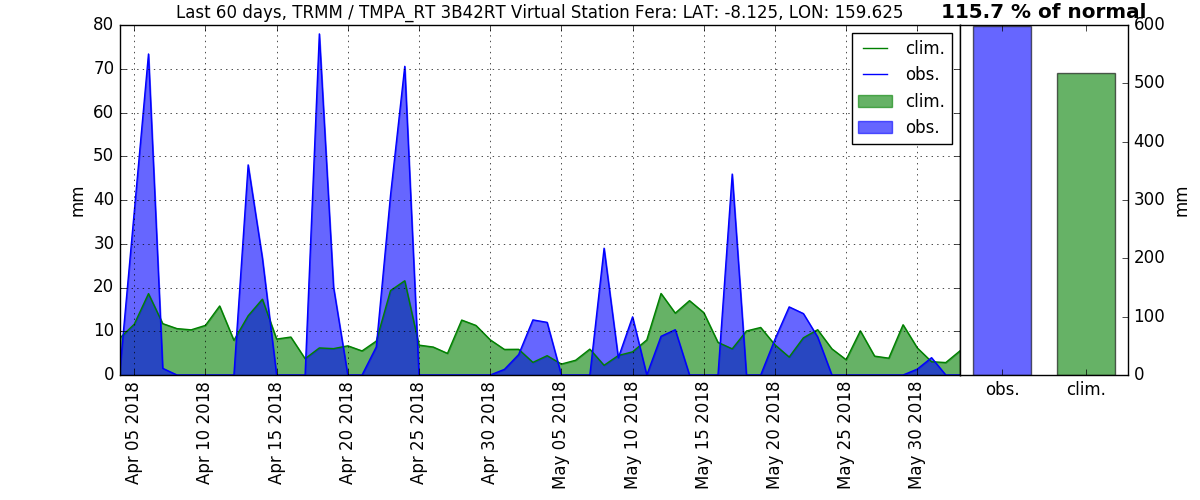 Last 60 days, TRMM / TMPA_RT 3B42RT Virtual Station Fera: LAT: -8.125, LON: 159.625
115.7 % of normal
80
70
60
50
40
30
20
10
0
mm
clim.
obs.
clim.
obs.
Apr 05 2018
Apr 10 2018
Apr 15 2018
Apr 20 2018
Apr 25 2018
Apr 30 2018
May 05 2018
May 10 2018
May 15 2018
May 20 2018
May 25 2018
May 30 2018
600
500
400
300
200
100
0
mm
obs.
clim.